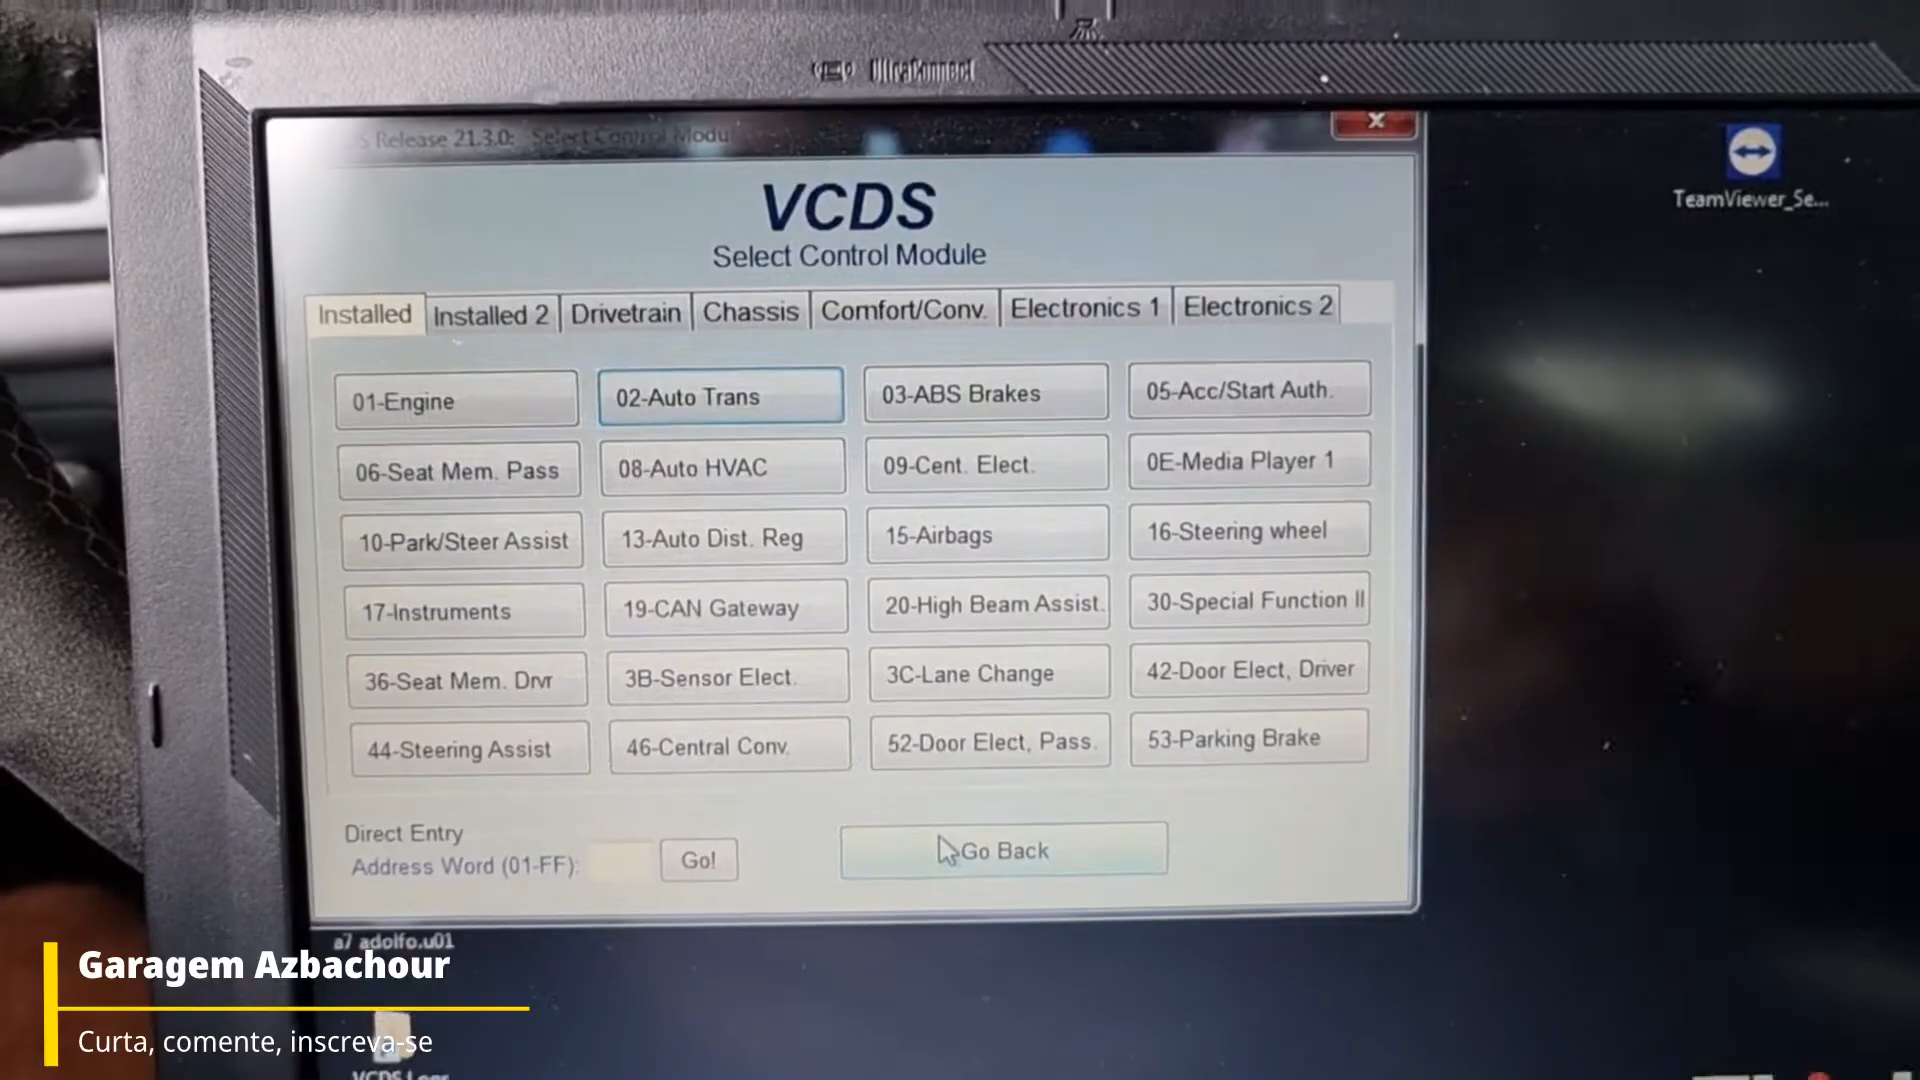 UltraConnect
S Release 21.3.0: Select Control Modu
VCDS
Select Control Module
Installed Installed 2 Drivetrain Chassis Comfort/Conv. Electronics 1 Electronics 2
01-Engine 02-Auto Trans 03-ABS Brakes 05-Acc/Start Auth.
06-Seat Mem. Pass 08-Auto HVAC 09-Cent. Elect. 0E-Media Player 1
10-Park/Steer Assist 13-Auto Dist. Reg 15-Airbags 16-Steering wheel
17-Instruments 19-CAN Gateway 20-High Beam Assist. 30-Special Function II
36-Seat Mem. Drvr 3B-Sensor Elect. 3C-Lane Change 42-Door Elect, Driver
44-Steering Assist 46-Central Conv. 52-Door Elect, Pass. 53-Parking Brake
Direct Entry
Address Word (01-FF): Go! Go Back
TeamViewer_Se...
a7 adolfo.u01
Garagem Azbachour
Curta, comente, inscreva-se
VCDS